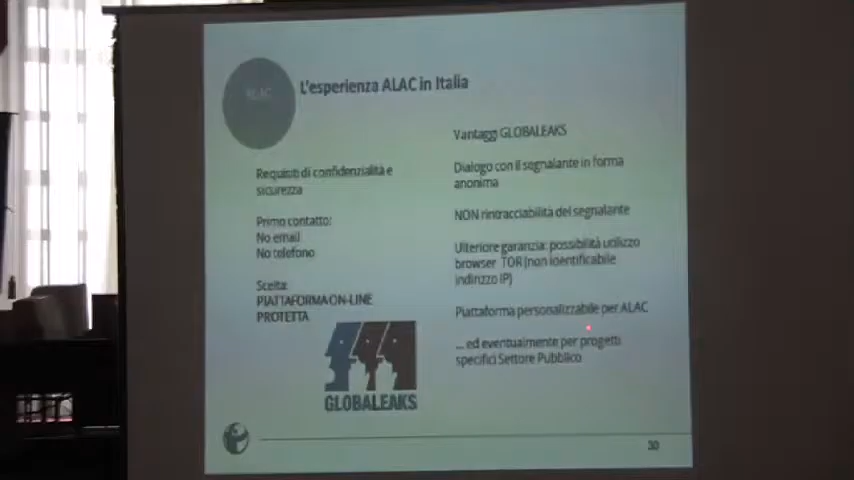 ALAC
L'esperienza ALAC in Italia
Requisiti di confidenzialità e
sicurezza
Primo contatto:
No email
No telefono
Scelta:
PIATTAFORMA ON-LINE
PROTETTA
GLOBALEAKS
Vantaggi GLOBALEAKS
Dialogo con il segnalante in forma
anonima
NON rintracciabilità del segnalante
Ulteriore garanzia: possibilità utilizzo
browser TOR (non identificabile
indirizzo IP)
Piattaforma personalizzabile per ALAC
... ed eventualmente per progetti
specifici Settore Pubblico
30